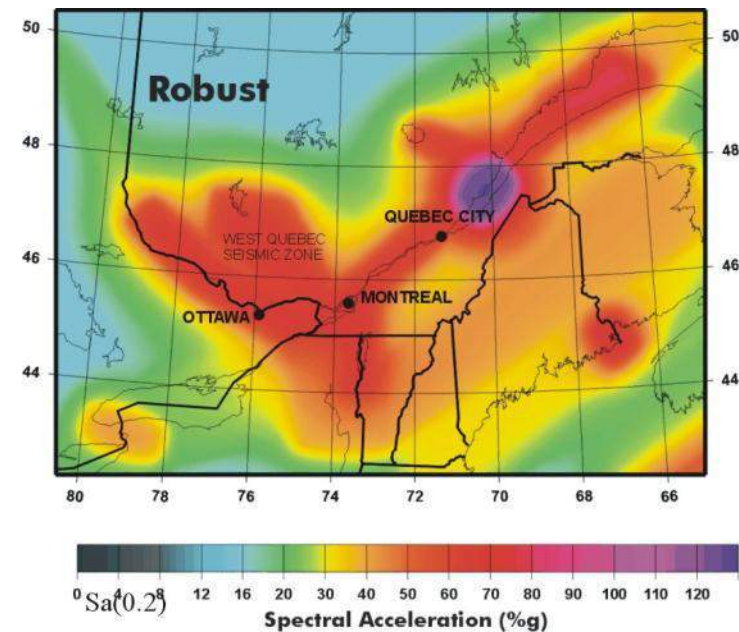 50
50
Robust
48
48
QUEBEC CITY
WEST QUEBEC
SEISMIC ZONE
46
46
MONTREAL
OTTAWA
44
44
80 78 76 74 72 70 68 66
0 4 8 12 16 20 30 40 50 60 70 80 90 100 110 120
Sa(0.2)
Spectral Acceleration (%g)